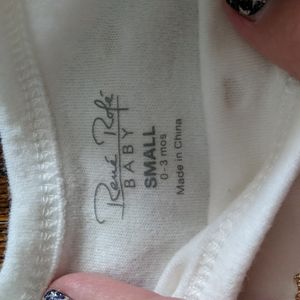 René Rofé
BABY
SMALL
0-3 mos
Made in China